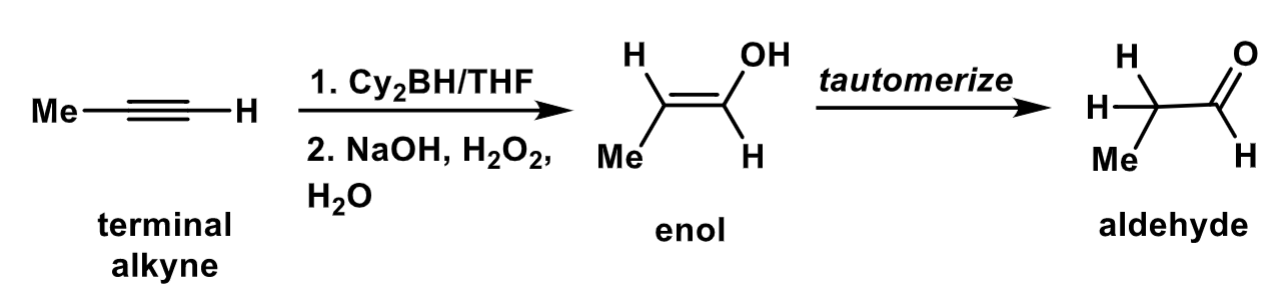 Me
H
1. Cy₂BH/THF
2. NaOH, H₂O₂,
H₂O
terminal
alkyne
H
OH
Me
H
enol
tautomerize
H
O
H
Me
H
aldehyde